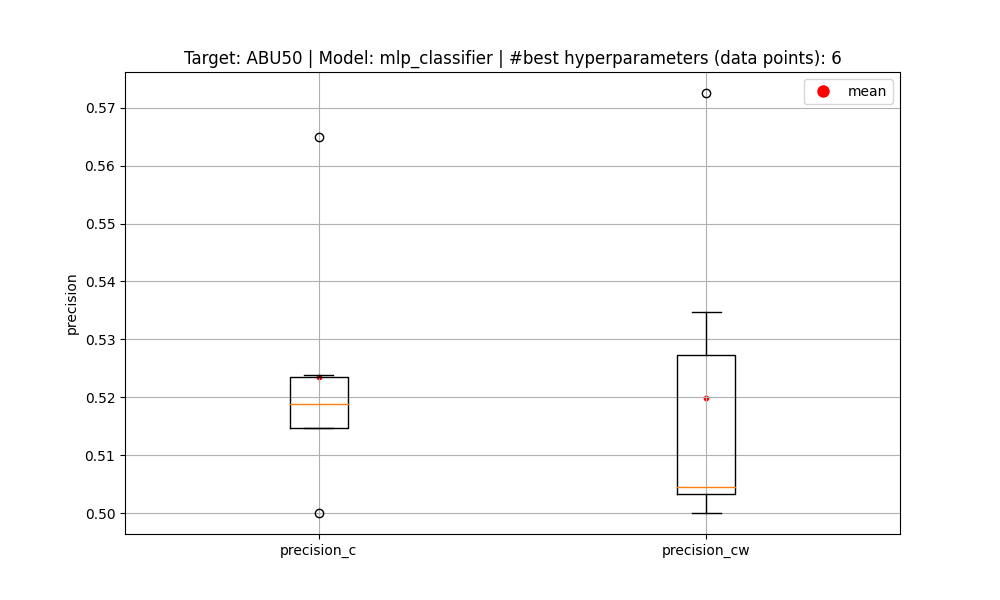 Target: ABU50 | Model: mlp_classifier | #best hyperparameters (data points): 6
mean
0.57
0.56
0.55
0.54
0.53
0.52
0.51
0.50
precision
precision_c
precision_cw